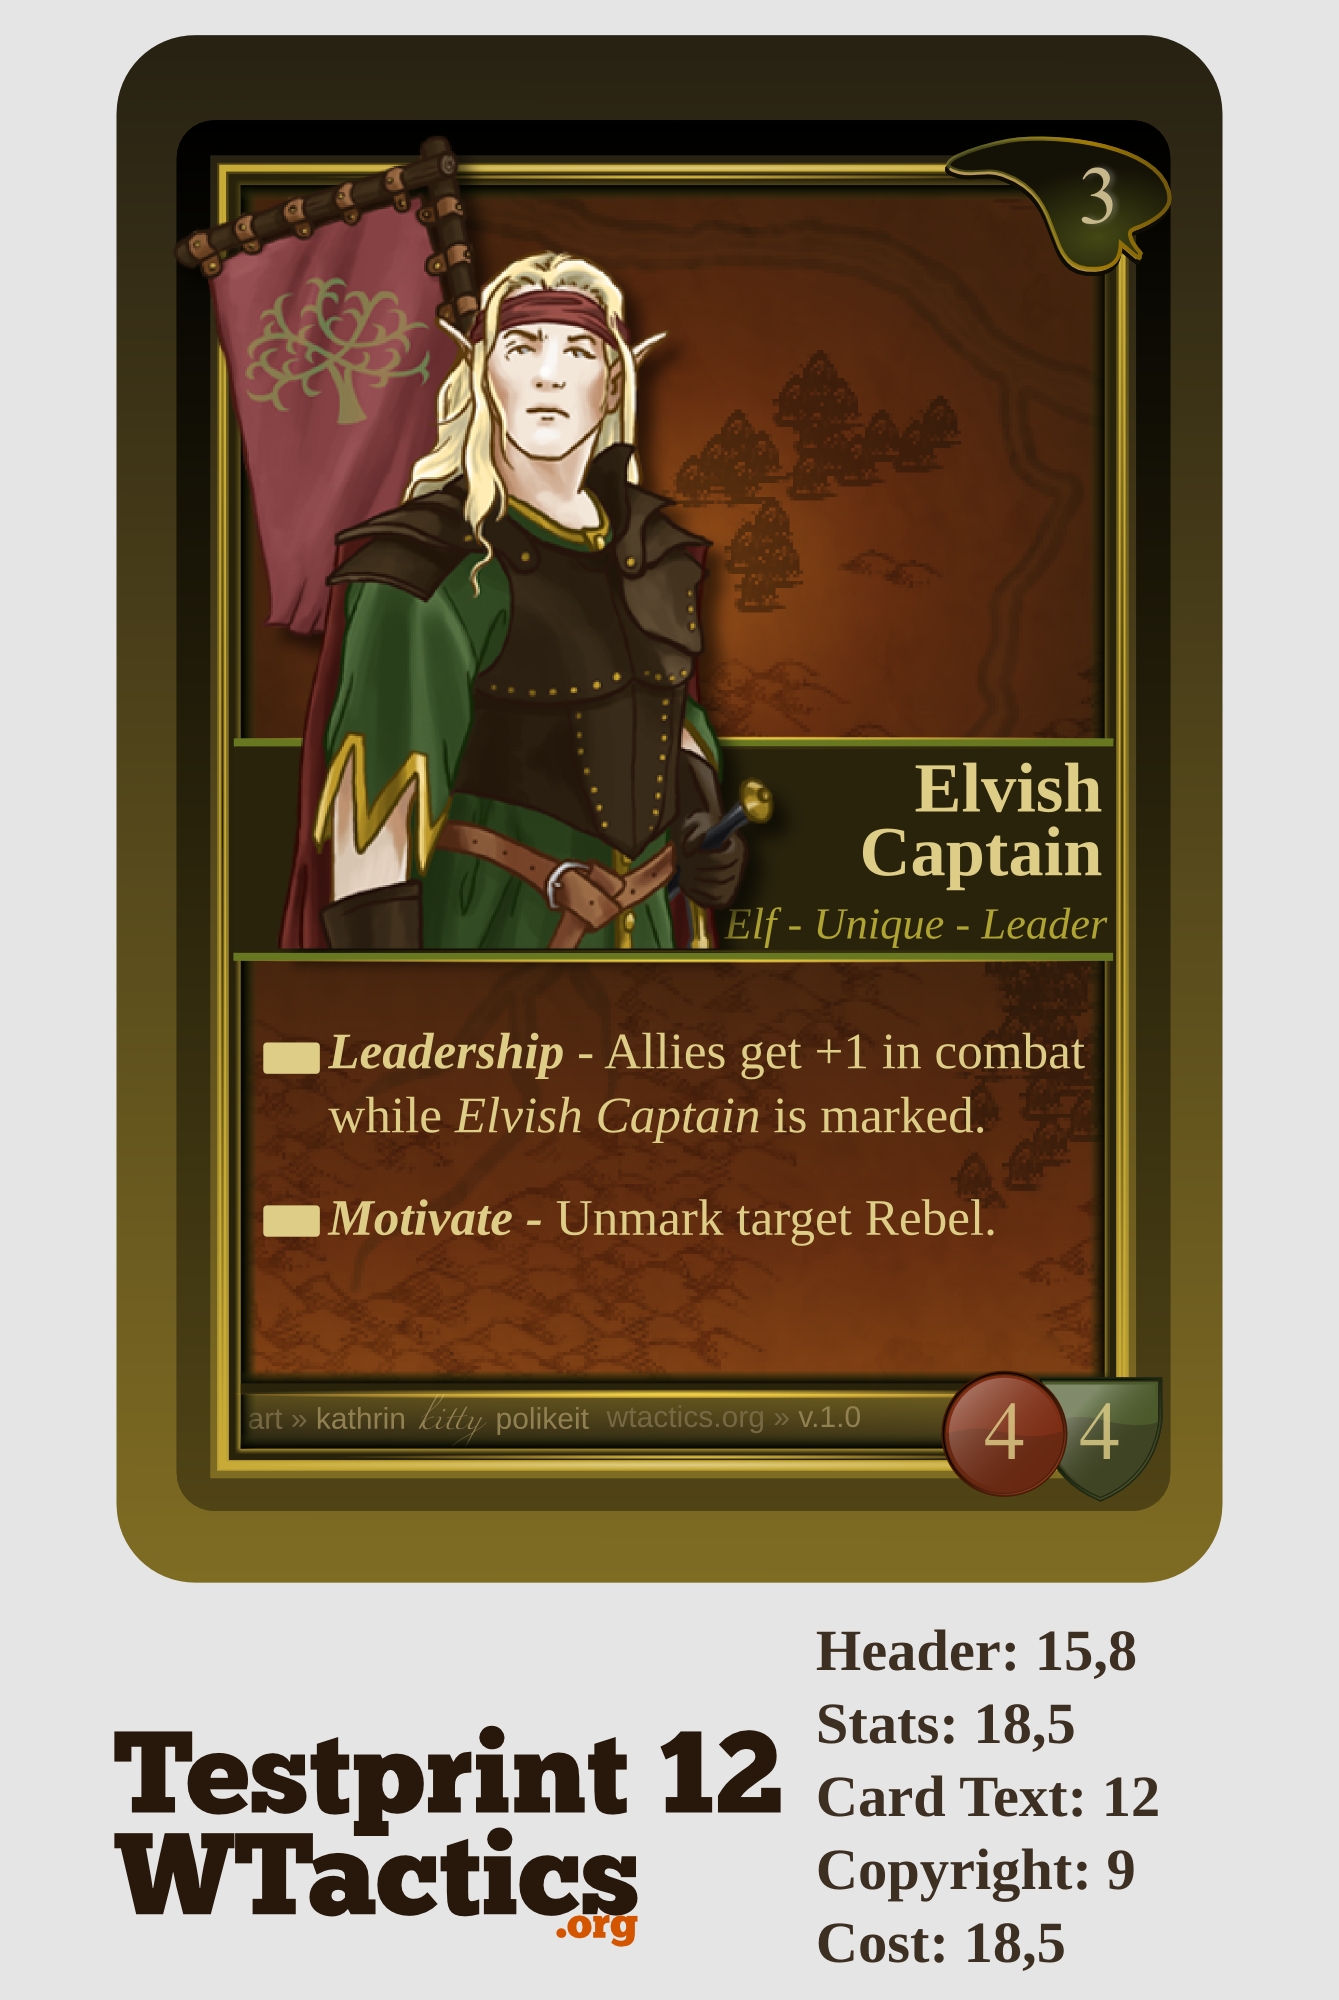 3
Elvish
Captain
Elf - Unique - Leader
Leadership - Allies get +1 in combat
while Elvish Captain is marked.
Motivate - Unmark target Rebel.
art » kathrin kitty polikeit wtactics.org » v.1.0
4 4
Testprint 12
WTactics
.org
Header: 15,8
Stats: 18,5
Card Text: 12
Copyright: 9
Cost: 18,5